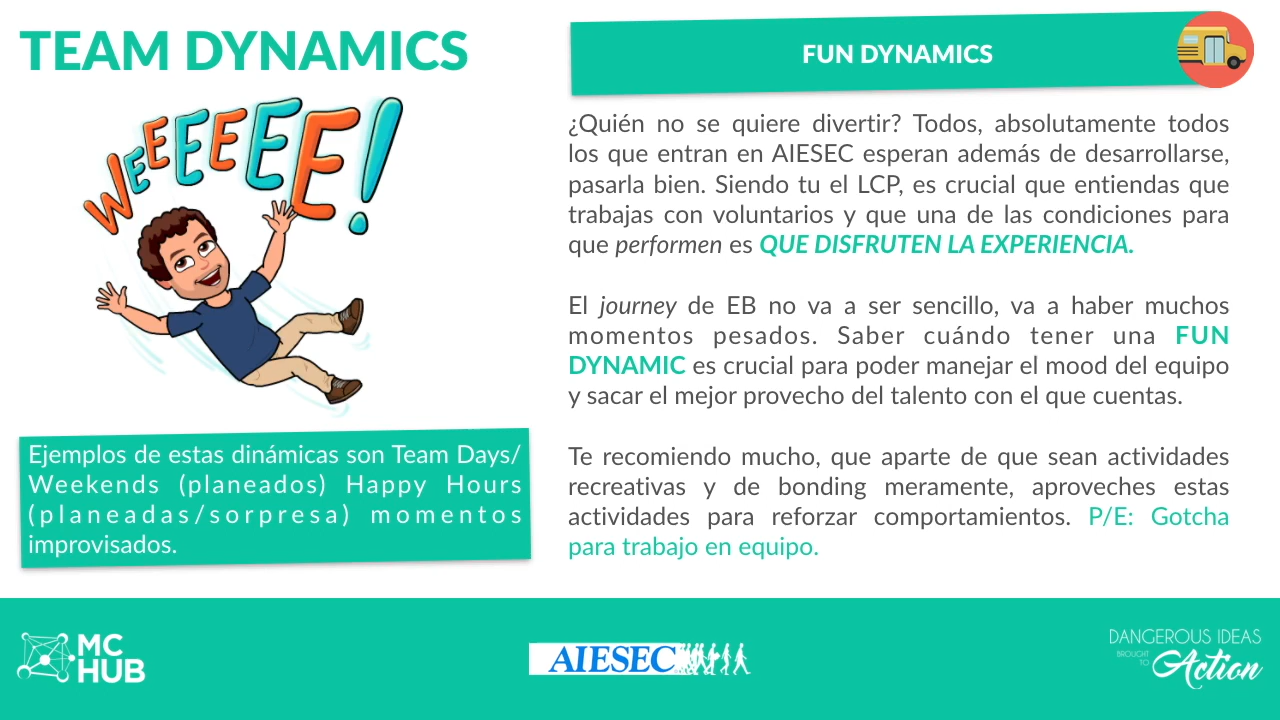 TEAM DYNAMICS
WEEEEEE!
Ejemplos de estas dinámicas son Team Days/
Weekends (planeados) Happy Hours
(planeadas/sorpresa) momentos
improvisados.
FUN DYNAMICS
¿Quién no se quiere divertir? Todos, absolutamente todos
los que entran en AIESEC esperan además de desarrollarse,
pasarla bien. Siendo tu el LCP, es crucial que entiendas que
trabajas con voluntarios y que una de las condiciones para
que performen es QUE DISFRUTEN LA EXPERIENCIA.
El journey de EB no va a ser sencillo, va a haber muchos
momentos pesados. Saber cuándo tener una FUN
DYNAMIC es crucial para poder manejar el mood del equipo
y sacar el mejor provecho del talento con el que cuentas.
Te recomiendo mucho, que aparte de que sean actividades
recreativas y de bonding meramente, aproveches estas
actividades para reforzar comportamientos. P/E: Gotcha
para trabajo en equipo.
MC
HUB
AIESEC
DANGEROUS IDEAS
BROUGHT
TO
Action